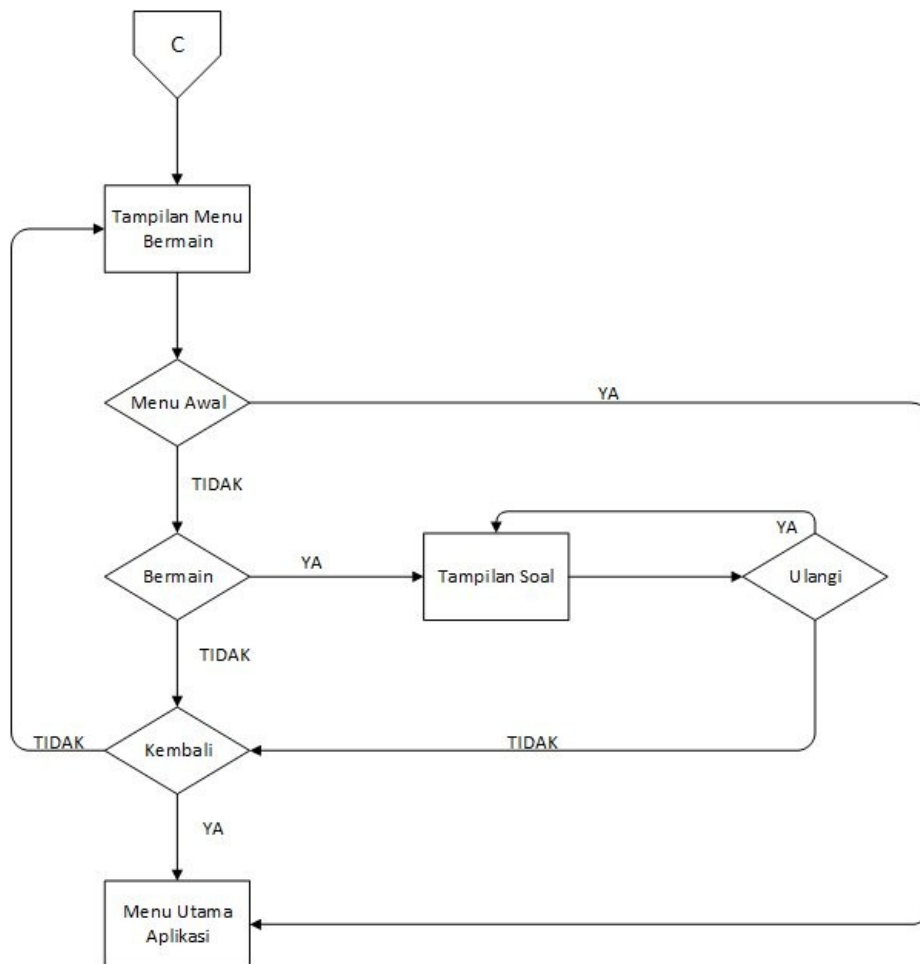 C
Tampilan Menu
Bermain
Menu Awal
YA
TIDAK
Bermain
YA
Tampilan Soal
YA
Ulangi
TIDAK
TIDAK
Kembali
TIDAK
YA
Menu Utama
Aplikasi